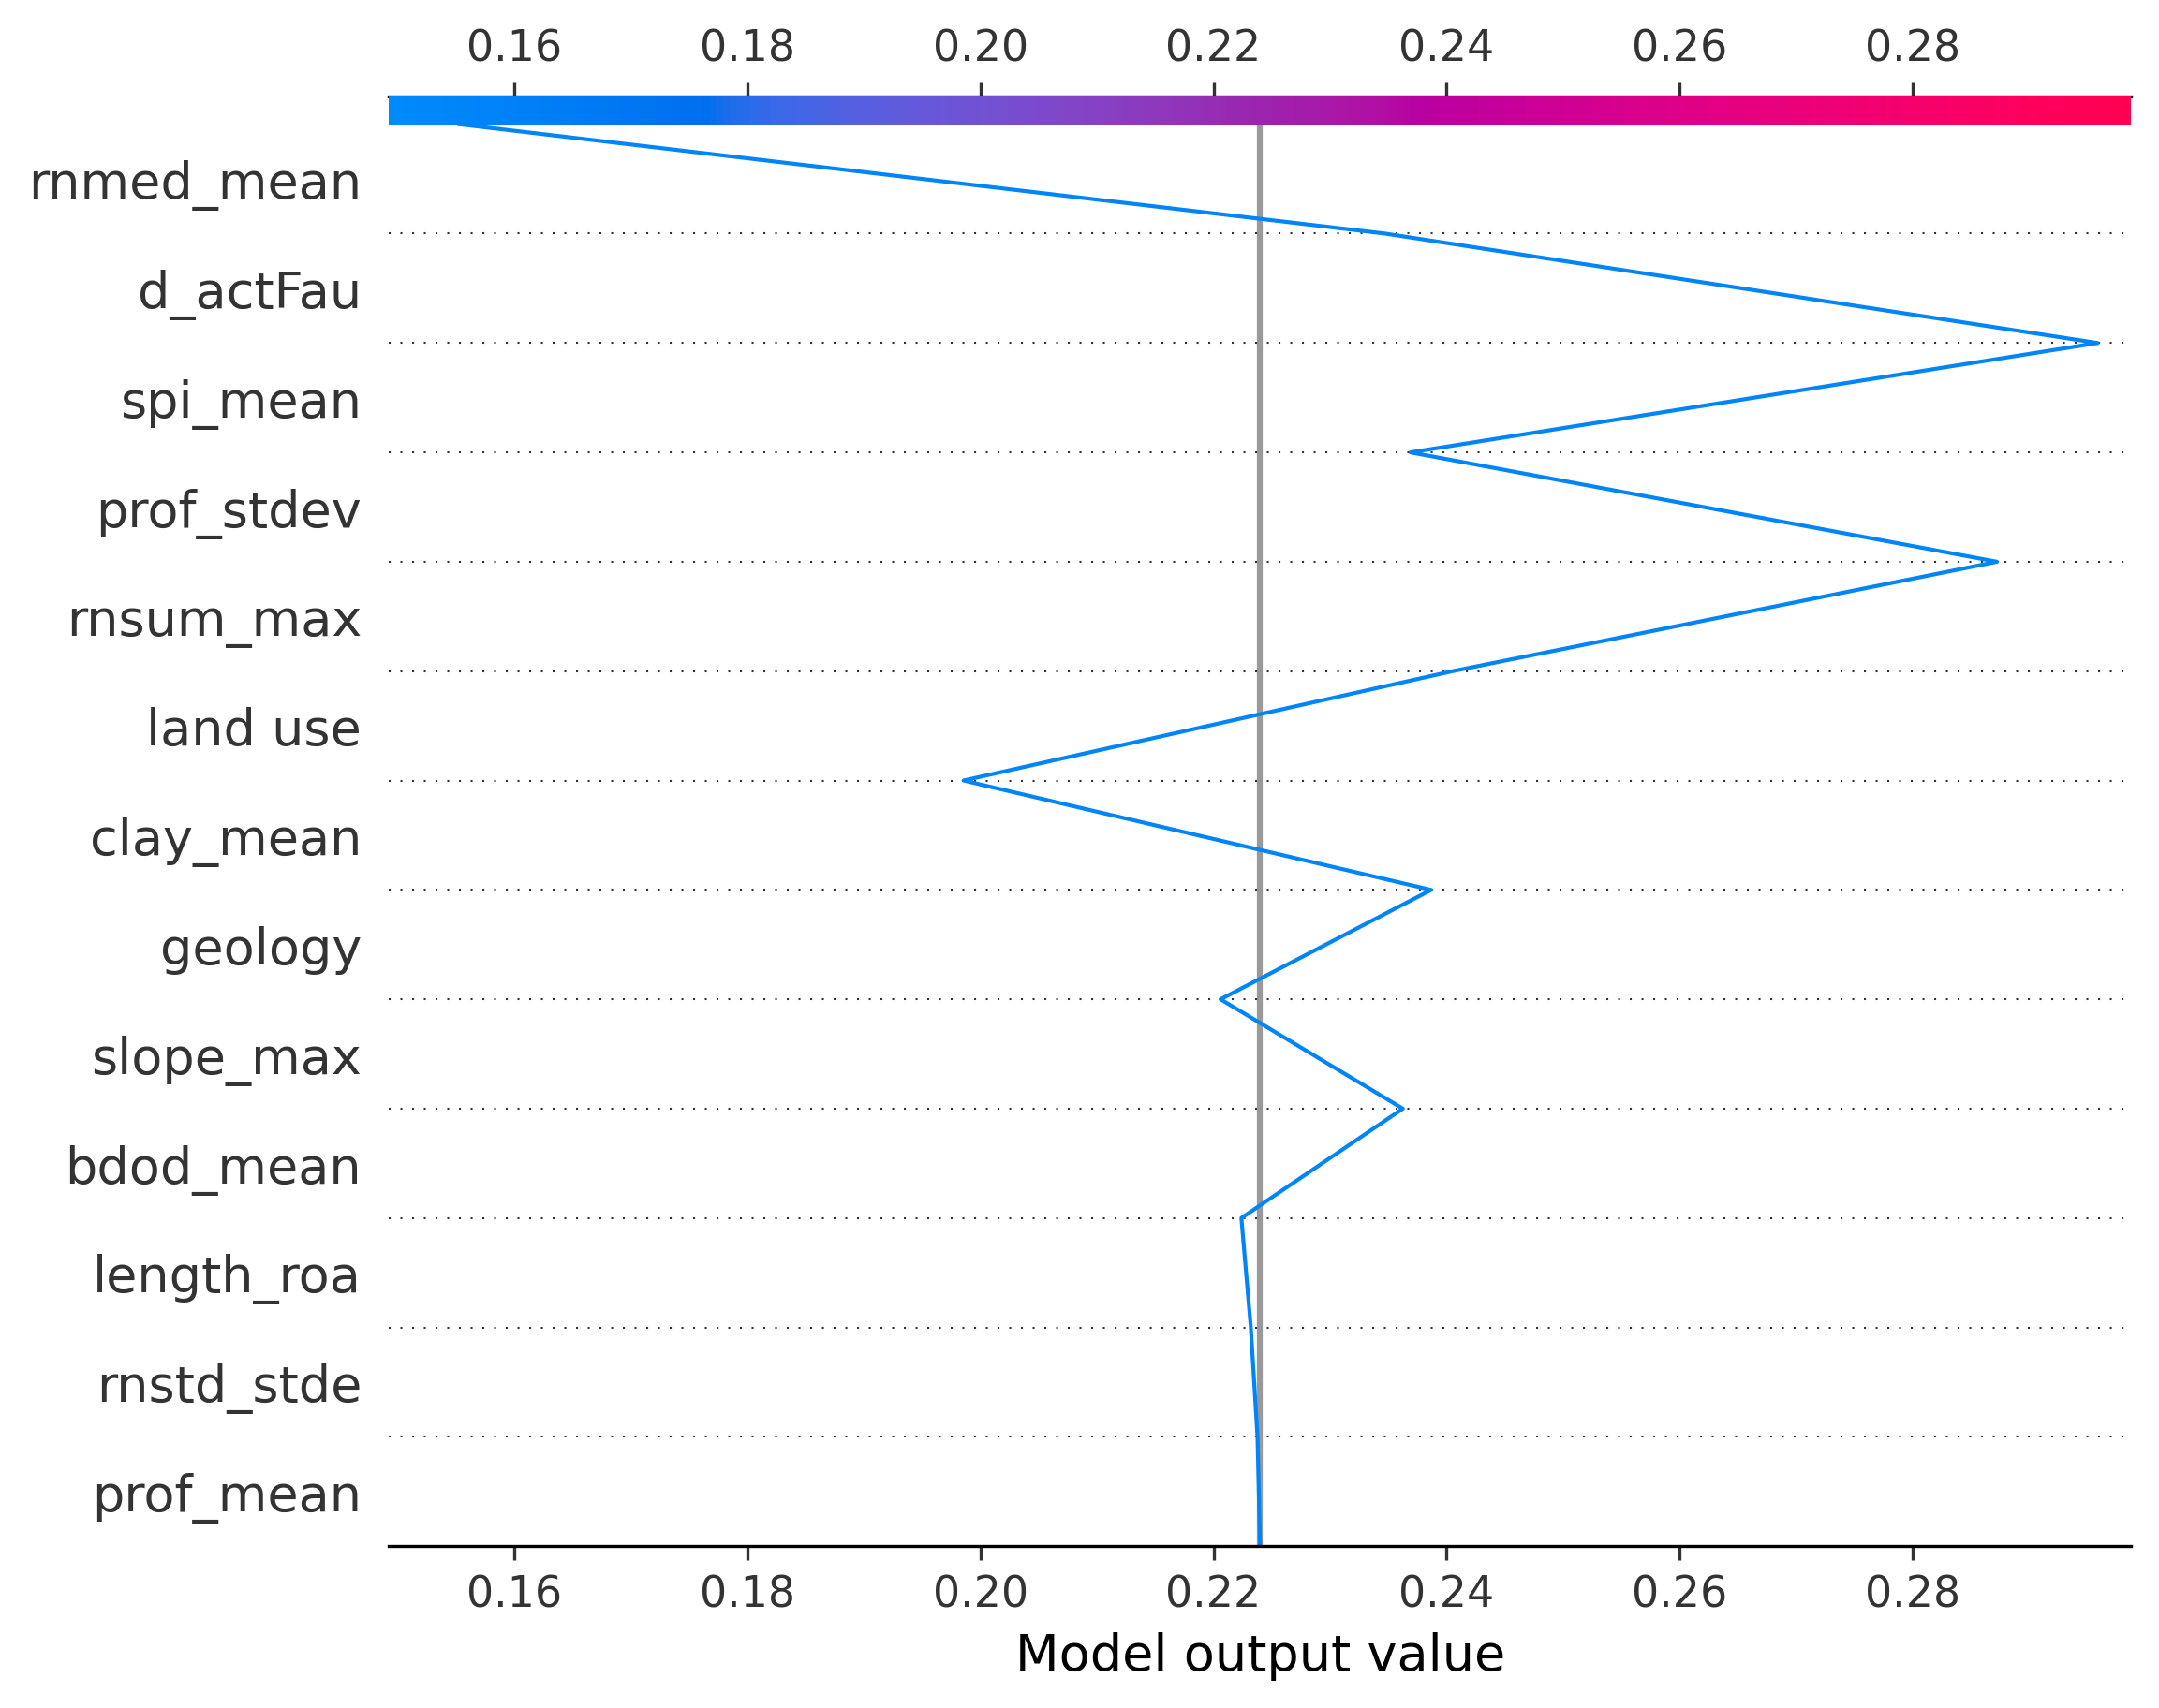 0.16 0.18 0.20 0.22 0.24 0.26 0.28
rnmed_mean
d_actFau
spi_mean
prof_stdev
rnsum_max
land use
clay_mean
geology
slope_max
bdod_mean
length_roa
rnstd_stde
prof_mean
0.16 0.18 0.20 0.22 0.24 0.26 0.28
Model output value